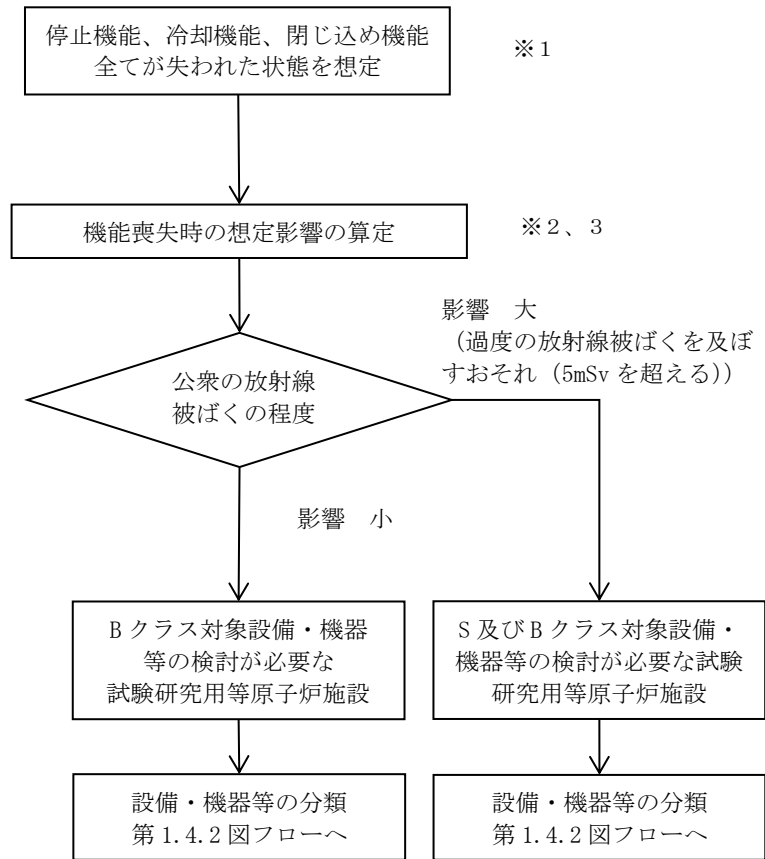 停止機能、冷却機能、閉じ込め機能
全てが失われた状態を想定
※１
機能喪失時の想定影響の算定
※２、３
影響　大
（過度の放射線被ばくを及ぼ
すおそれ（5mSv を超える））
公衆の放射線
被ばくの程度
影響　小
B クラス対象設備・機器
等の検討が必要な
試験研究用等原子炉施設
S 及び B クラス対象設備・
機器等の検討が必要な試験
研究用等原子炉施設
設備・機器等の分類
第 1.4.2 図フローへ
設備・機器等の分類
第 1.4.2 図フローへ